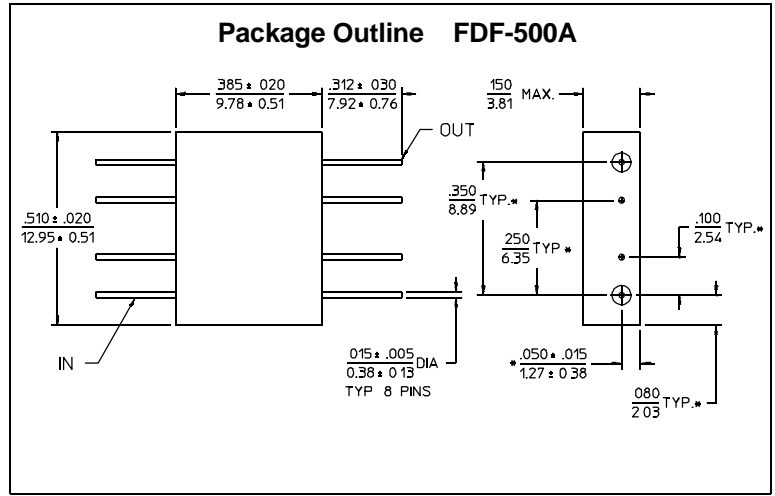 Package Outline FDF-500A
.385 ± 020
9.78 ± 0.51
.312 ± 030
7.92 ± 0.76
OUT
150 MAX.
3.81
.510 ± .020
12.95 ± 0.51
.350 TYP.*
8.89
250 TYP *
6.35
.100 TYP.*
2.54
IN
015 ± .005 DIA
0.38 ± 0 13
TYP 8 PINS
* .050 ± .015
1.27 ± 0 38
.080 TYP.*
2 03